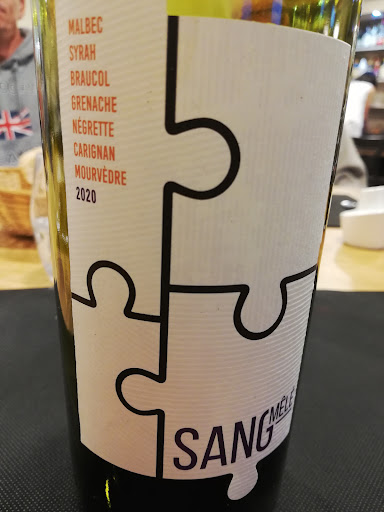 MALBEC
SYRAH
BRAUCOL
GRENACHE
NÉGRETTE
CARIGNAN
MOURVÈDRE
2020
SANG MÊLÉ